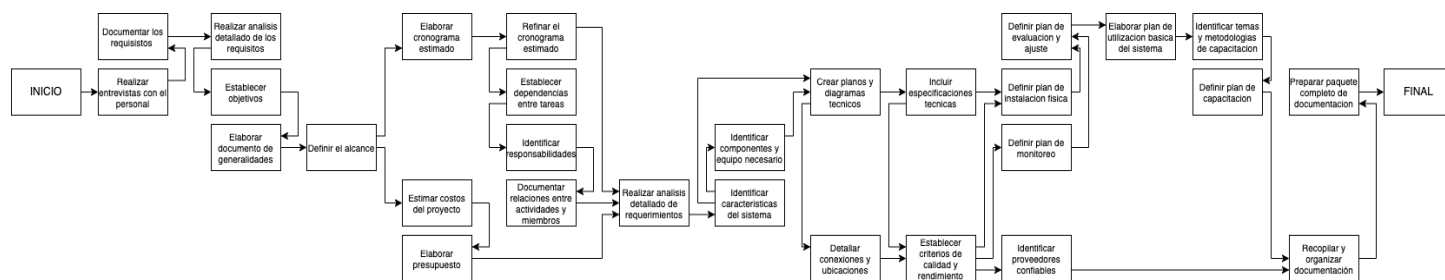 INICIO
Realizar
entrevistas con el
personal
Documentar los
requisistos
Realizar analisis
detallado de los
requisitos
Establecer
objetivos
Elaborar
documento de
generalidades
Definir el alcance
Elaborar
cronograma
estimado
Refinar el
cronograma
estimado
Establecer
dependencias
entre tareas
Identificar
responsabilidades
Documentar
relaciones entre
actividades y
miembros
Estimar costos
del proyecto
Elaborar
presupuesto
Realizar analisis
detallado de
requerimientos
Identificar
caracteristicas
del sistema
Identificar
componentes y
equipo necesario
Crear planos y
diagramas
tecnicos
Incluir
especificaciones
tecnicas
Detallar
conexiones y
ubicaciones
Establecer
criterios de
calidad y
rendimiento
Definir plan de
evaluacion y
ajuste
Definir plan de
instalacion fisica
Definir plan de
monitoreo
Identificar
proveedores
confiables
Elaborar plan de
utilizacion basica
del sistema
Identificar temas
y metodologias
de capacitacion
Definir plan de
capacitacion
Recopilar y
organizar
documentación
Preparar paquete
completo de
documentacion
FINAL